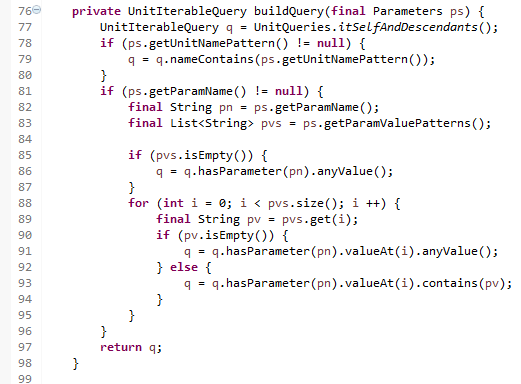 76 private UnitIterableQuery buildQuery(final Parameters ps) {
77 UnitIterableQuery q = UnitQueries.itSelfAndDescendants();
78 if (ps.getUnitNamePattern() != null) {
79 q = q.nameContains(ps.getUnitNamePattern());
80 }
81 if (ps.getParamName() != null) {
82 final String pn = ps.getParamName();
83 final List<String> pvs = ps.getParamValuePatterns();
84
85 if (pvs.isEmpty()) {
86 q = q.hasParameter(pn).anyValue();
87 }
88 for (int i = 0; i < pvs.size(); i ++) {
89 final String pv = pvs.get(i);
90 if (pv.isEmpty()) {
91 q = q.hasParameter(pn).valueAt(i).anyValue();
92 } else {
93 q = q.hasParameter(pn).valueAt(i).contains(pv);
94 }
95 }
96 }
97 return q;
98 }
99